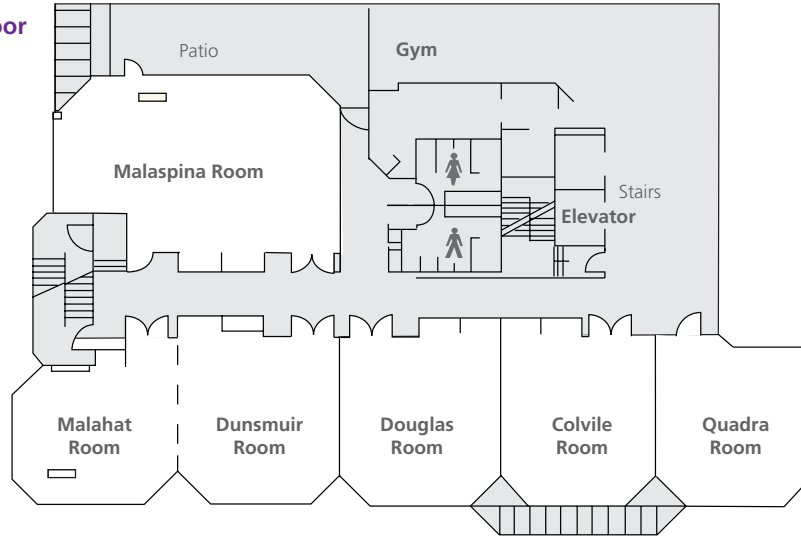 oor
Patio
Gym
Malaspina Room
Stairs
Elevator
Malahat
Room
Dunsmuir
Room
Douglas
Room
Colvile
Room
Quadra
Room